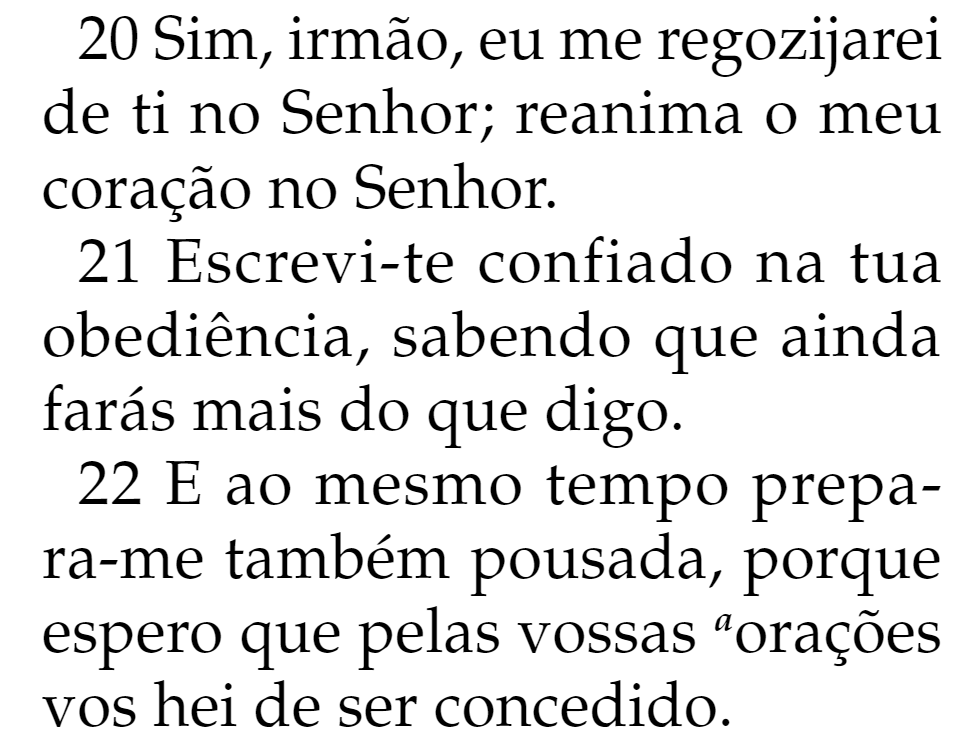 20 Sim, irmão, eu me regozijarei
de ti no Senhor; reanima o meu
coração no Senhor.
21 Escrevi-te confiado na tua
obediência, sabendo que ainda
farás mais do que digo.
22 E ao mesmo tempo prepa-
ra-me também pousada, porque
espero que pelas vossas ªorações
vos hei de ser concedido.